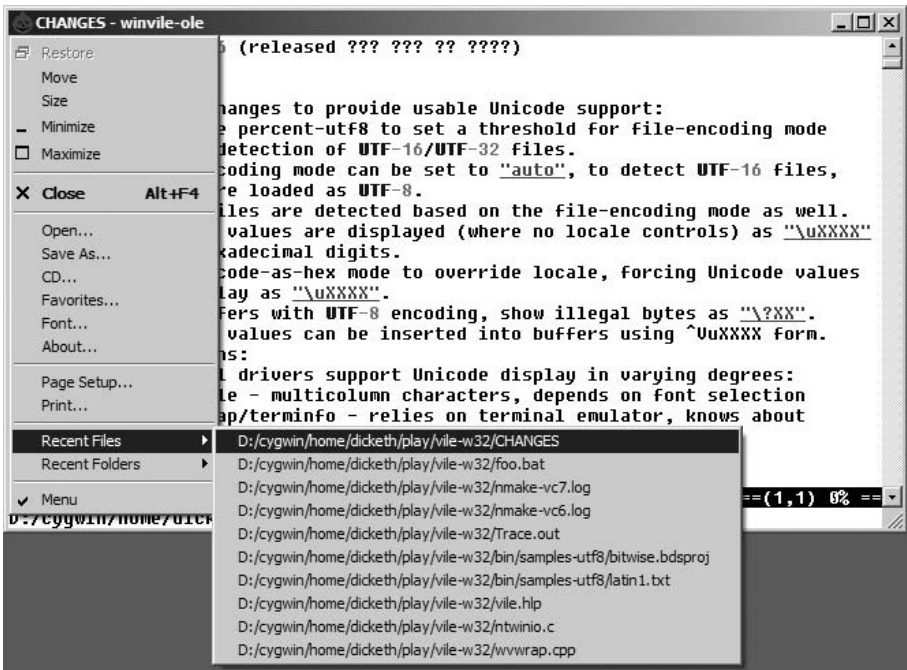 CHANGES - winvile-ole
Restore
Move
Size
Minimize
Maximize
Close Alt+F4
Open...
Save As...
CD...
Favorites...
Font...
About...
Page Setup...
Print...
Recent Files
Recent Folders
Menu
(released ??? ??? ?? ????)
hanges to provide usable Unicode support:
percent-utf8 to set a threshold for file-encoding mode
detection of UTF-16/UTF-32 files.
coding mode can be set to "auto", to detect UTF-16 files,
re loaded as UTF-8.
iles are detected based on the file-encoding mode as well.
values are displayed (where no locale controls) as "\uXXXX"
xadecimal digits.
code-as-hex mode to override locale, forcing Unicode values
lay as "\uXXXX".
fers with UTF-8 encoding, show illegal bytes as "\?XX".
values can be inserted into buffers using ^VuXXXX form.
ns:
l drivers support Unicode display in varying degrees:
le - multicolumn characters, depends on font selection
ap/terminfo - relies on terminal emulator, knows about
==(1,1) 0% ==
D:/cygwin/home/dick
D:/cygwin/home/dicketh/play/vile-w32/CHANGES
D:/cygwin/home/dicketh/play/vile-w32/foo.bat
D:/cygwin/home/dicketh/play/vile-w32/nmake-vc7.log
D:/cygwin/home/dicketh/play/vile-w32/nmake-vc6.log
D:/cygwin/home/dicketh/play/vile-w32/Trace.out
D:/cygwin/home/dicketh/play/vile-w32/bin/samples-utf8/bitwise.bdsproj
D:/cygwin/home/dicketh/play/vile-w32/bin/samples-utf8/latin1.txt
D:/cygwin/home/dicketh/play/vile-w32/vile.hlp
D:/cygwin/home/dicketh/play/vile-w32/ntwinio.c
D:/cygwin/home/dicketh/play/vile-w32/wvwrap.cpp